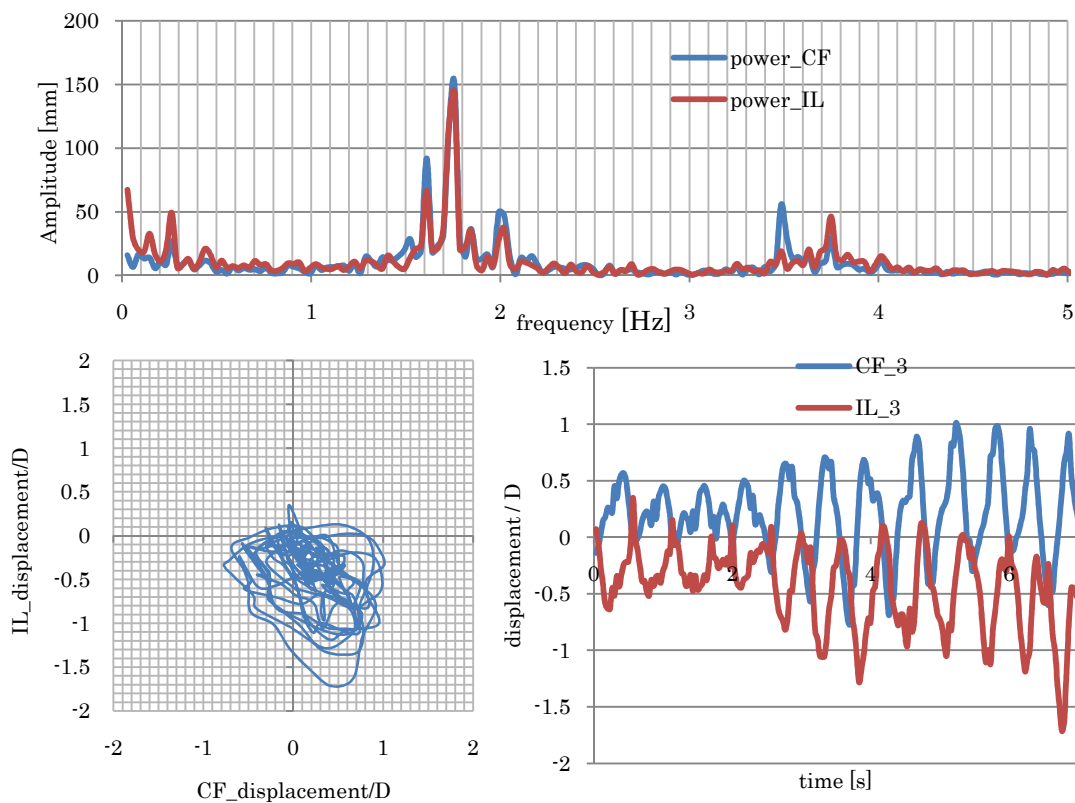 200
150
100
50
0
Amplitude [mm]
power_CF
power_IL
0 1 2 3 4 5
frequency [Hz]
2
1.5
1
0.5
0
-0.5
-1
-1.5
-2
IL_displacement/D
-2 -1 0 1 2
CF_displacement/D
1.5
1
0.5
0
-0.5
-1
-1.5
-2
displacement / D
CF_3
IL_3
0 2 4 6
time [s]